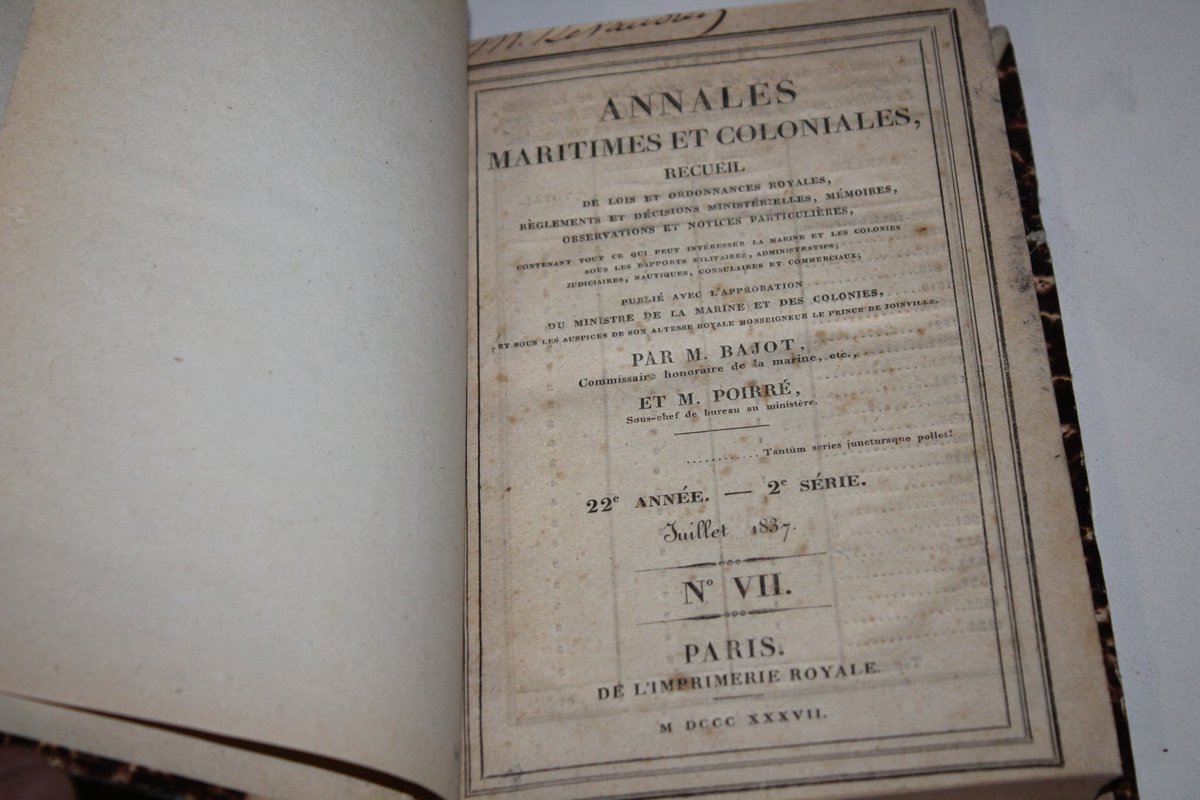 ANNALES
MARITIMES ET COLONIALES,
RECUEIL
DE LOIS ET ORDONNANCES ROYALES,
RÈGLEMENTS ET DÉCISIONS MINISTÉRIELLES, MÉMOIRES,
OBSERVATIONS ET NOTICES PARTICULIÈRES,
CONTENANT TOUT CE QUI PEUT INTÉRESSER LA MARINE ET LES COLONIES
SOUS LES RAPPORTS MILITAIRES, ADMINISTRATIFS,
JUDICIAIRES, NAUTIQUES, CONSULAIRES ET COMMERCIAUX;
PUBLIÉ AVEC L'APPROBATION
DU MINISTRE DE LA MARINE ET DES COLONIES,
ET SOUS LES AUSPICES DE SON ALTESSE ROYALE MONSEIGNEUR LE PRINCE DE JOINVILLE.
PAR M. BAJOT,
Commissaire honoraire de la marine, etc.,
ET M. POIRRÉ,
Sous-chef de bureau au ministère.
............ Tantùm series juncturaque pollet!
22e ANNÉE. — 2e SÉRIE.
Juillet 1837.
No VII.
PARIS.
DE L'IMPRIMERIE ROYALE.
M DCCC XXXVII.